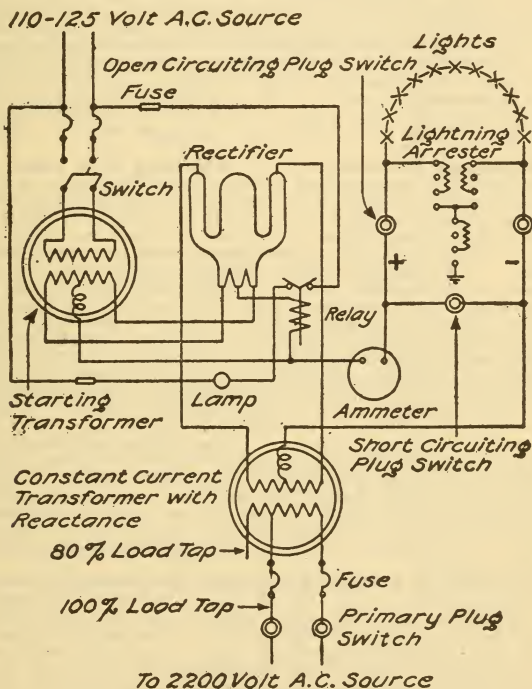 110-125 Volt A.C. Source
Lights
Open Circuiting Plug Switch
Fuse
Rectifier
Lightning
Arrester
Switch
+
-
Relay
Starting
Transformer
Lamp
Ammeter
Short Circuiting
Plug Switch
Constant Current
Transformer with
Reactance
80% Load Tap
Fuse
100% Load Tap
Primary Plug
Switch
To 2200 Volt A.C. Source